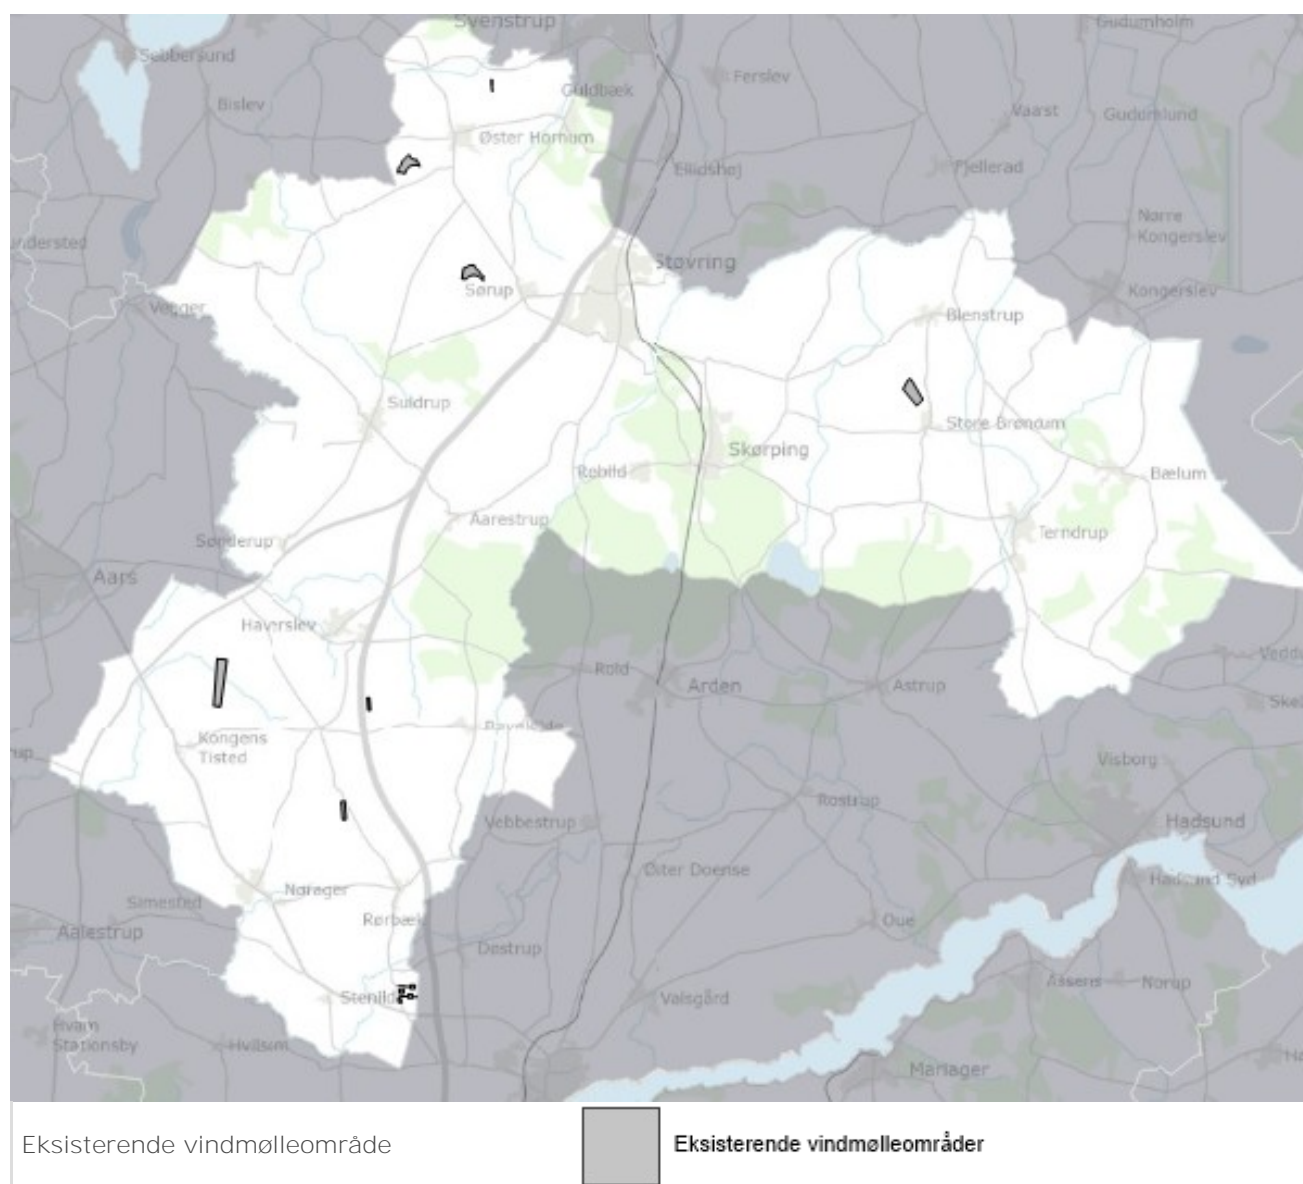 Svenstrup
Gudumholm
Sebbersund
Ferslev
Guldbæk
Bislev
Vaarst
Gudumlund
Øster Hornum
Ellidshøj
Fjellerad
Nørre
Kongerslev
Støvring
Sørup
Kongerslev
Blenstrup
Suldrup
Store Brøndum
Skørping
Rebild
Bælum
Aarestrup
Terndrup
Sønderup
Aars
Haverslev
Rold
Arden
Astrup
Kongens
Tisted
Visborg
Rostrup
Vebbestrup
Hadsund
Øster Doense
Hadsund Syd
Nørager
Simested
Rørbæk
Oue
Aalestrup
Døstrup
Assens
Norup
Valsgård
Hvam
Stationsby
Hvilsom
Mariager
Eksisterende vindmølleområde
Eksisterende vindmølleområder